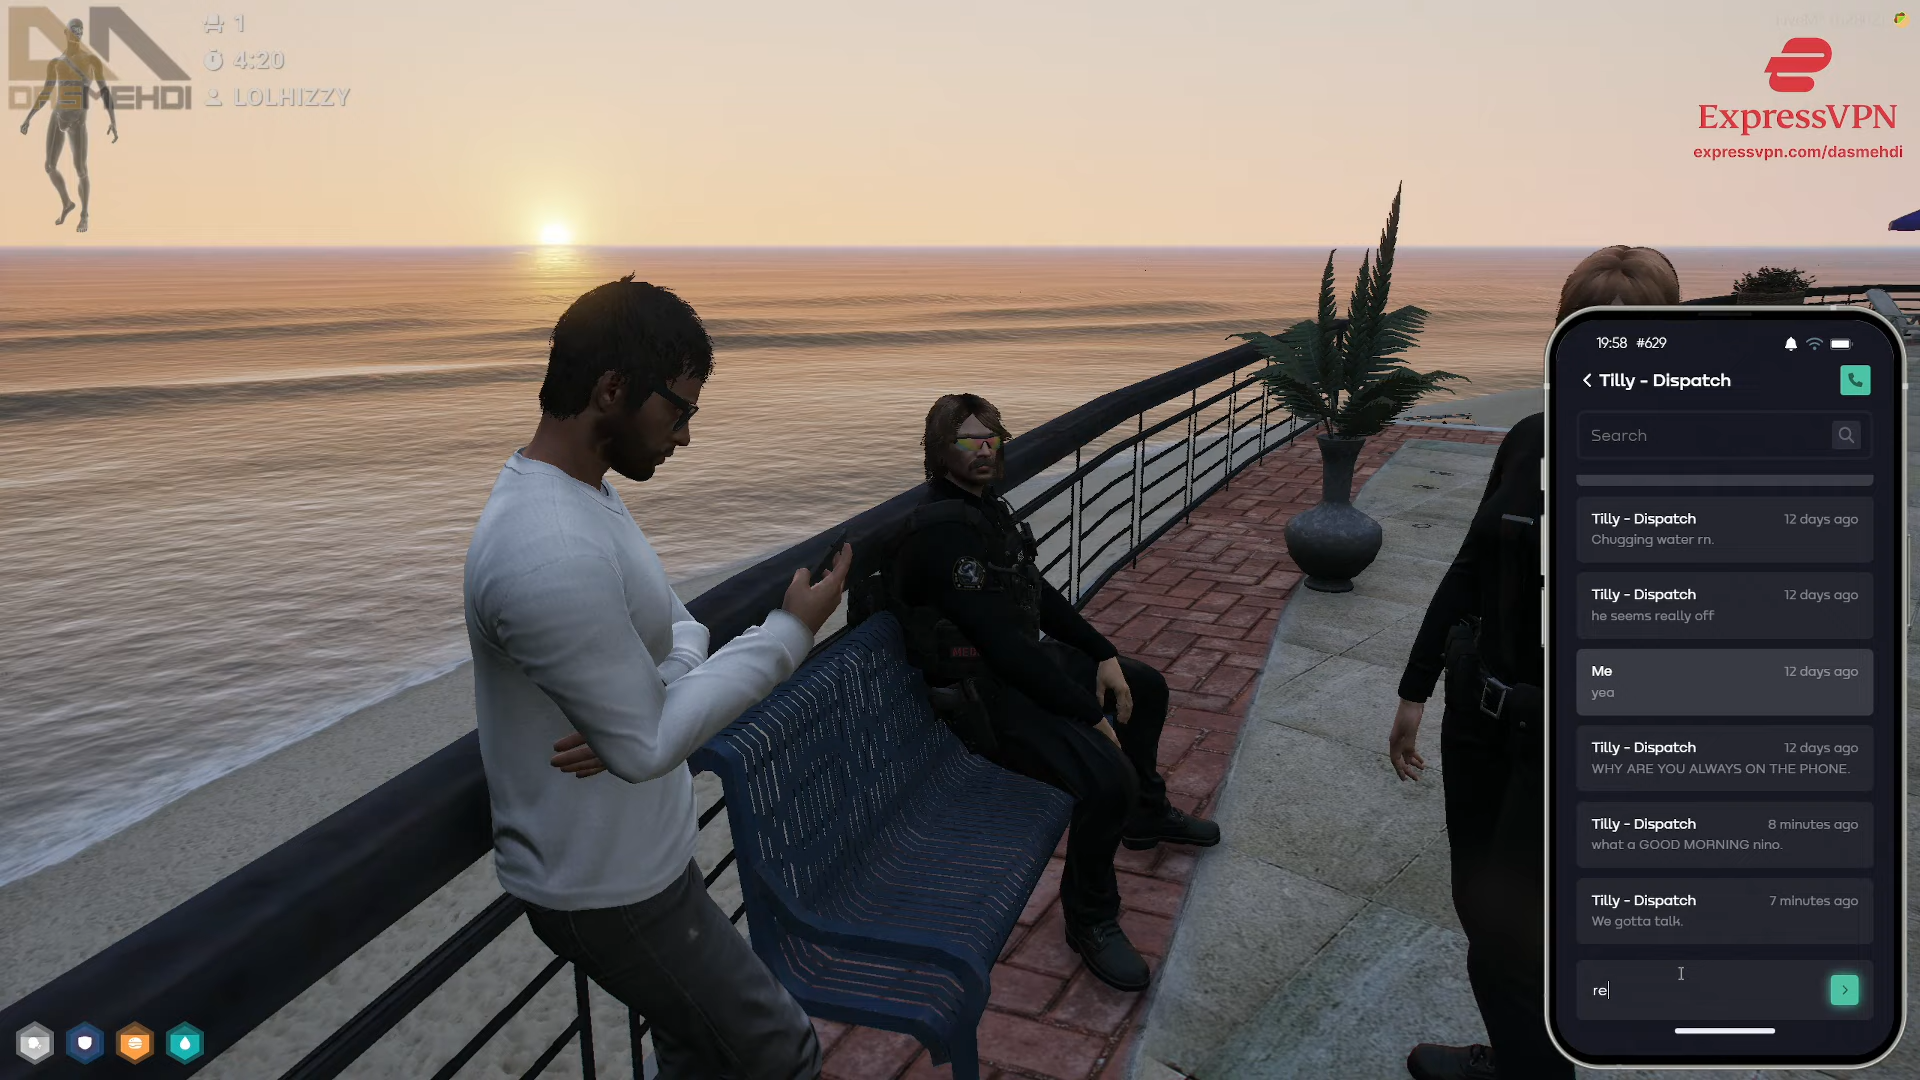 DASMEHDI
1
4:20
LOLHIZZY
ExpressVPN
expressvpn.com/dasmehdi
MED
19:58 #629
Tilly - Dispatch
Search
Tilly - Dispatch 12 days ago
Chugging water rn.
Tilly - Dispatch 12 days ago
he seems really off
Me 12 days ago
yea
Tilly - Dispatch 12 days ago
WHY ARE YOU ALWAYS ON THE PHONE.
Tilly - Dispatch 8 minutes ago
what a GOOD MORNING nino.
Tilly - Dispatch 7 minutes ago
We gotta talk.
re